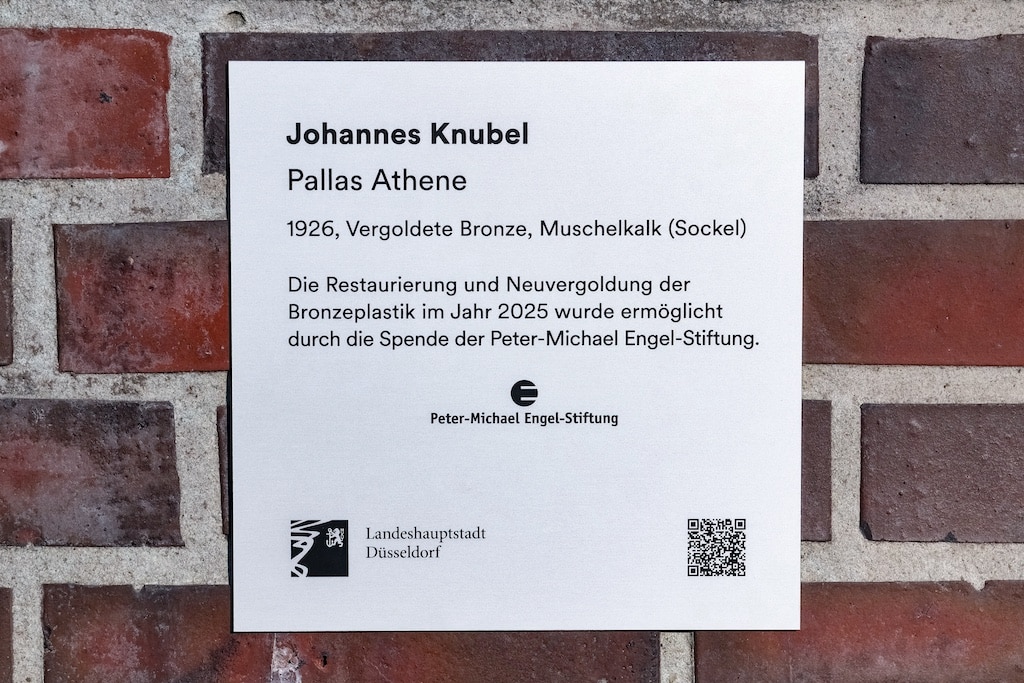 Johannes Knubel
Pallas Athene
1926, Vergoldete Bronze, Muschelkalk (Sockel)
Die Restaurierung und Neuvergoldung der
Bronzeplastik im Jahr 2025 wurde ermöglicht
durch die Spende der Peter-Michael Engel-Stiftung.
Peter-Michael Engel-Stiftung
Landeshauptstadt
Düsseldorf